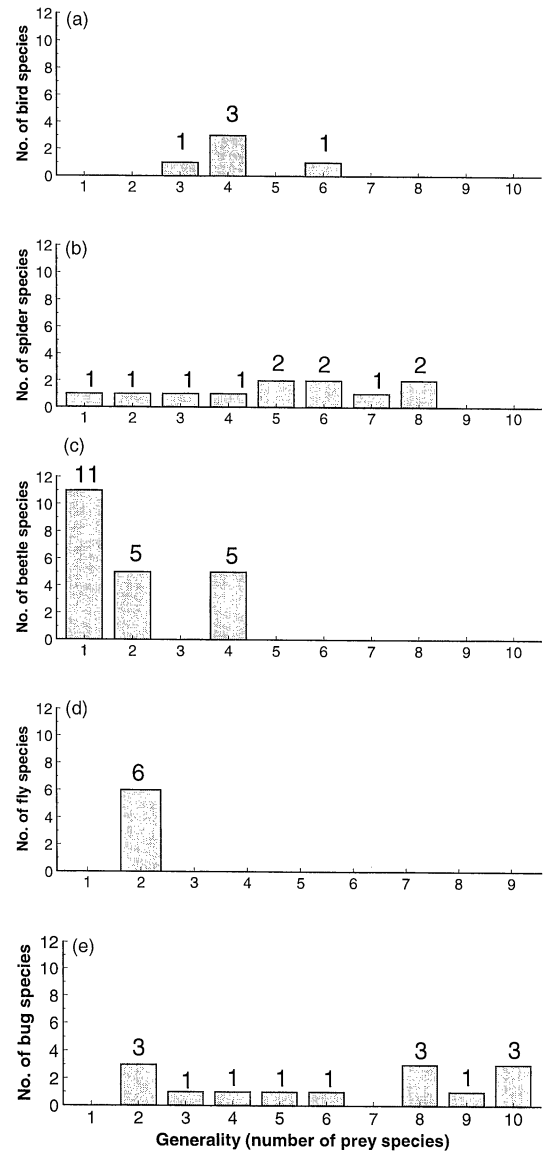 (a)
No. of bird species
12
10
8
6
4
2
0
1 3 1
1 2 3 4 5 6 7 8 9 10
(b)
No. of spider species
12
10
8
6
4
2
0
1 1 1 1 2 2 1 2
1 2 3 4 5 6 7 8 9 10
(c)
No. of beetle species
12
10
8
6
4
2
0
11 5 5
1 2 3 4 5 6 7 8 9 10
(d)
No. of fly species
12
10
8
6
4
2
0
6
1 2 3 4 5 6 7 8 9
(e)
No. of bug species
12
10
8
6
4
2
0
3 1 1 1 1 3 1 3
1 2 3 4 5 6 7 8 9 10
Generality (number of prey species)